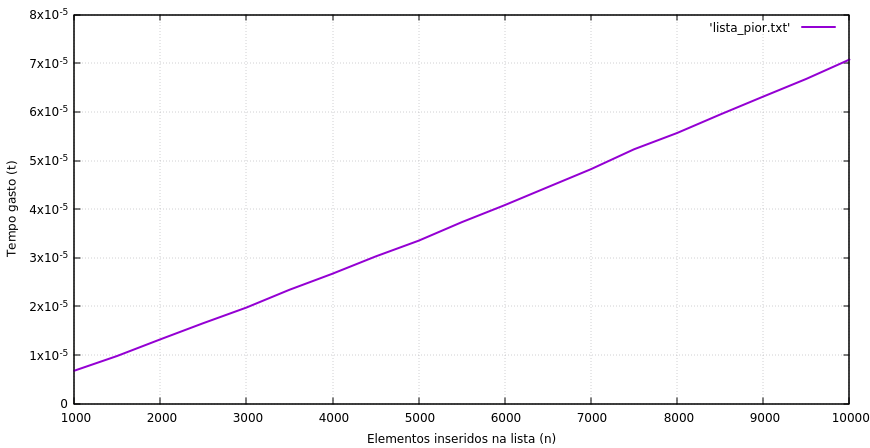 8x10⁻⁵
7x10⁻⁵
6x10⁻⁵
5x10⁻⁵
4x10⁻⁵
3x10⁻⁵
2x10⁻⁵
1x10⁻⁵
0
Tempo gasto (t)
'lista_pior.txt'
1000 2000 3000 4000 5000 6000 7000 8000 9000 10000
Elementos inseridos na lista (n)